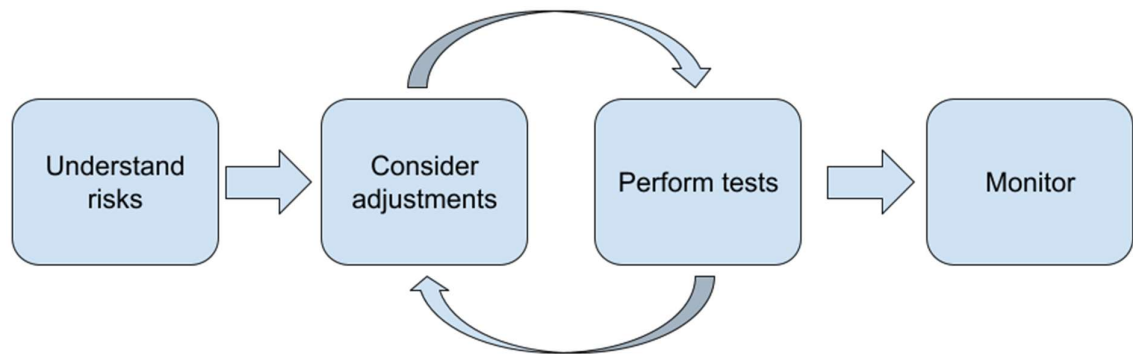 Understand
risks
Consider
adjustments
Perform tests
Monitor